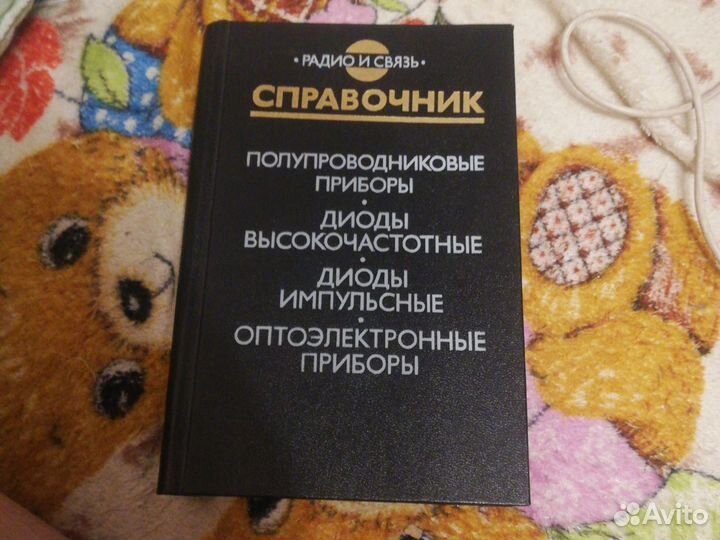 • РАДИО И СВЯЗЬ •
СПРАВОЧНИК
ПОЛУПРОВОДНИКОВЫЕ
ПРИБОРЫ
•
ДИОДЫ
ВЫСОКОЧАСТОТНЫЕ
•
ДИОДЫ
ИМПУЛЬСНЫЕ
•
ОПТОЭЛЕКТРОННЫЕ
ПРИБОРЫ
Avito